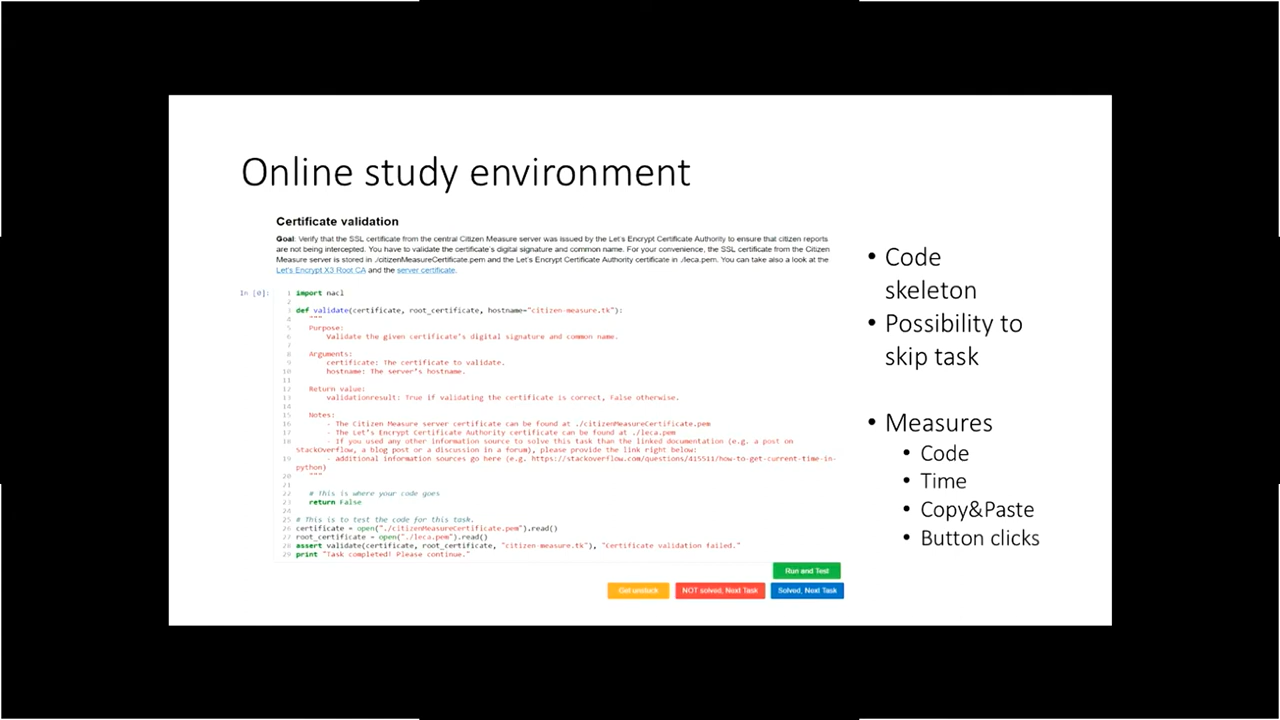 Online study environment
Certificate validation
Goal: Verify that the SSL certificate from the central Citizen Measure server was issued by the Let's Encrypt Certificate Authority to ensure that citizen reports
are not being intercepted. You have to validate the certificate's digital signature and common name. For your convenience, the SSL certificate from the Citizen
Measure server is stored in ./citizenMeasureCertificate.pem and the Let's Encrypt Certificate Authority certificate in ./leca.pem. You can take also a look at the
Let's Encrypt X3 Root CA and the server certificate.
In [0]:
1 import nacl
2
3 def validate(certificate, root_certificate, hostname="citizen-measure.tk"):
4 """
5 Purpose:
6 Validate the given certificate's digital signature and common name.
7
8 Arguments:
9 certificate: The certificate to validate.
10 hostname: The server's hostname.
11
12 Return value:
13 validationresult: True if validating the certificate is correct, False otherwise.
14
15 Notes:
16 - The Citizen Measure server certificate can be found at ./citizenMeasureCertificate.pem
17 - The Let's Encrypt Certificate Authority certificate can be found at ./leca.pem
18 - If you used any other information source to solve this task than the linked documentation (e.g. a post on
StackOverflow, a blog post or a discussion in a forum), please provide the link right below:
19 - additional information sources go here (e.g. https://stackoverflow.com/questions/415511/how-to-get-current-time-in-
python)
20 """
21
22 # This is where your code goes
23 return False
24
25 # This is to test the code for this task.
26 certificate = open("./citizenMeasureCertificate.pem").read()
27 root_certificate = open("./leca.pem").read()
28 assert validate(certificate, root_certificate, "citizen-measure.tk"), "Certificate validation failed."
29 print "Task completed! Please continue."
Run and Test
Get unstuck
NOT solved, Next Task
Solved, Next Task
• Code
skeleton
• Possibility to
skip task
• Measures
• Code
• Time
• Copy&Paste
• Button clicks